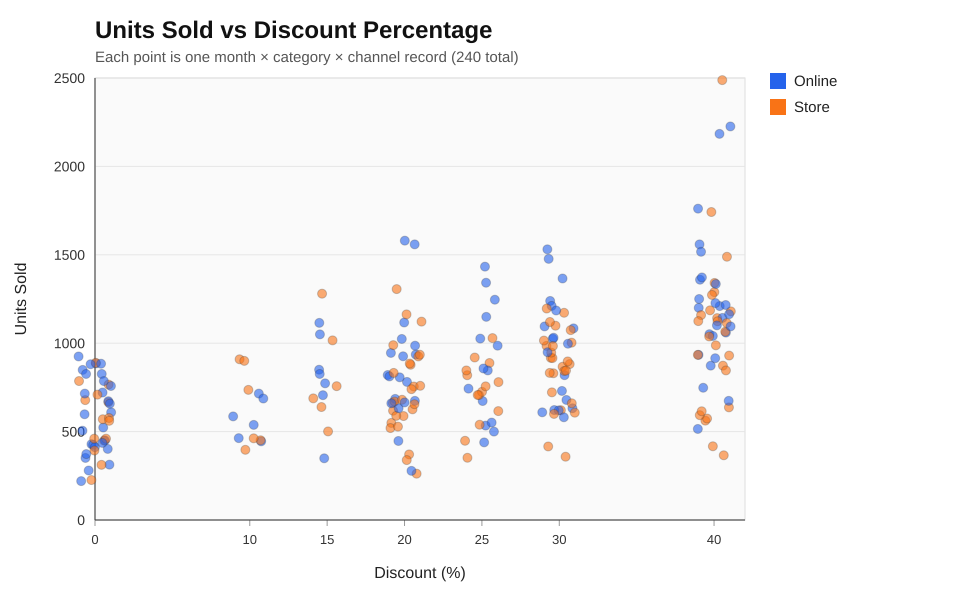 Units Sold vs Discount Percentage
Each point is one month × category × channel record (240 total)
Online
Store
2500
2000
1500
1000
500
0
Units Sold
0 10 15 20 25 30 40
Discount (%)